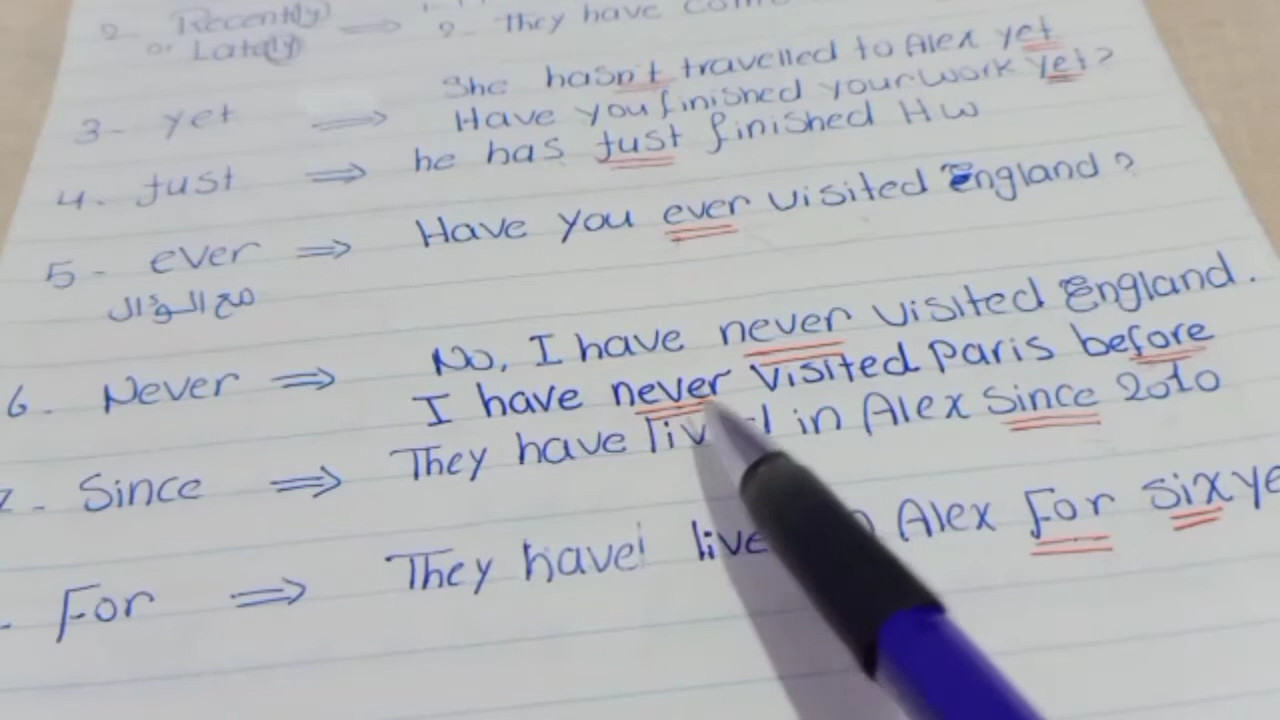 2- Recently ⟹ 2- They have
or Lately
She hasn't travelled to Alex yet
3- yet ⟹ Have you finished your work yet?
4. Just ⟹ he has Just finished HW
5- ever ⟹ Have you ever visited England?
مع السؤال
6. Never ⟹ No, I have never visited England.
I have never visited Paris before
7- Since ⟹ They have lived in Alex since 2010
For ⟹ They have Alex For six